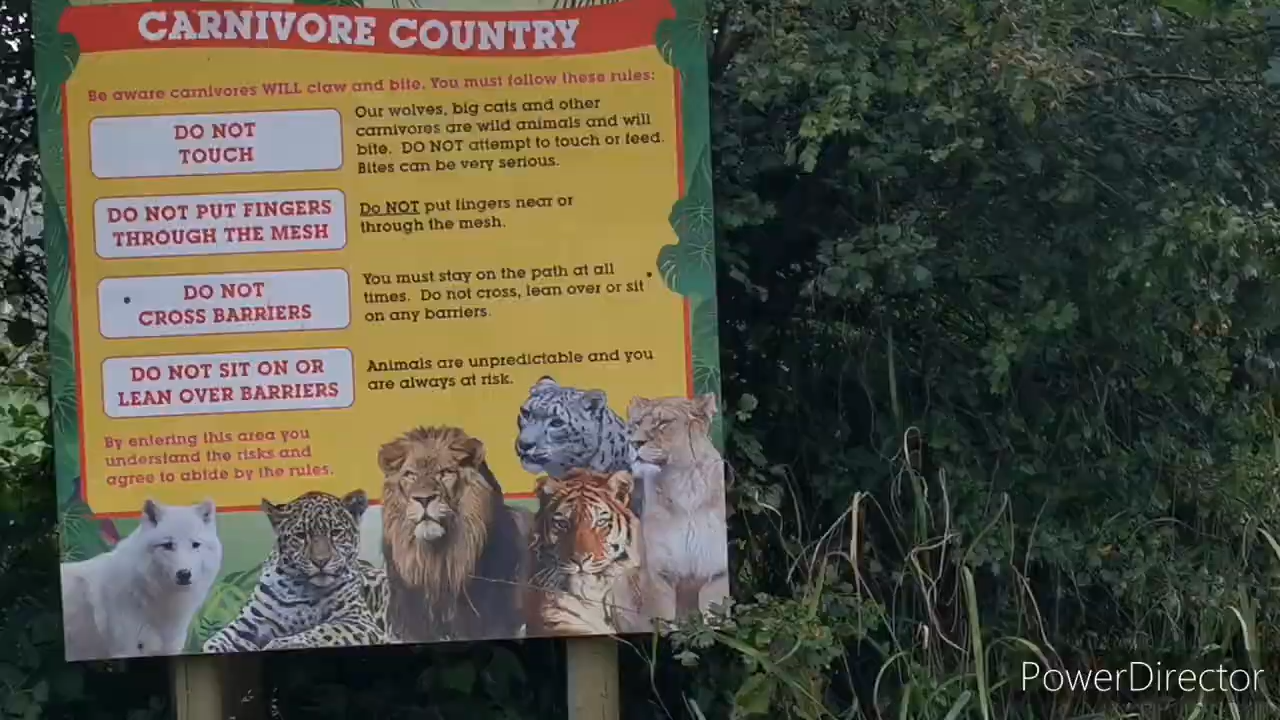 CARNIVORE COUNTRY
Be aware carnivores WILL claw and bite. You must follow these rules:
DO NOT
TOUCH
Our wolves, big cats and other
carnivores are wild animals and will
bite. DO NOT attempt to touch or feed.
Bites can be very serious.
DO NOT PUT FINGERS
THROUGH THE MESH
Do NOT put fingers near or
through the mesh.
DO NOT
CROSS BARRIERS
You must stay on the path at all
times. Do not cross, lean over or sit
on any barriers.
DO NOT SIT ON OR
LEAN OVER BARRIERS
Animals are unpredictable and you
are always at risk.
By entering this area you
understand the risks and
agree to abide by the rules.
PowerDirector